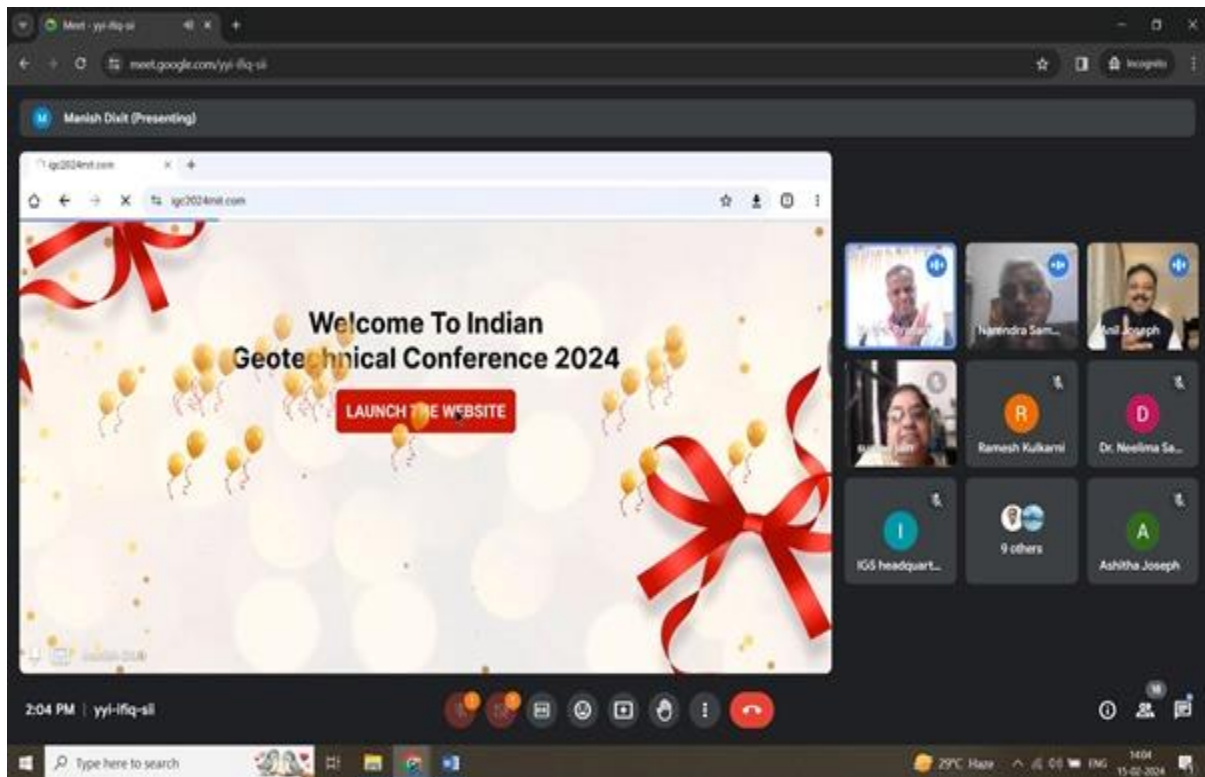 Meet - yyi-ifiq-sii
meet.google.com/yyi-ifiq-sii
Incognito
M
Manish Dixit (Presenting)
igc2024mit.com
igc2024mit.com
Welcome To Indian
Geotechnical Conference 2024
LAUNCH THE WEBSITE
Narendra Sam...
Anil Joseph
R
Ramesh Kulkarni
D
Dr. Neelima Sa...
I
IGS headquart...
9 others
A
Ashitha Joseph
2:04 PM | yyi-ifiq-sii
18
Type here to search
29°C Haze
ENG
14:04
15-02-2024